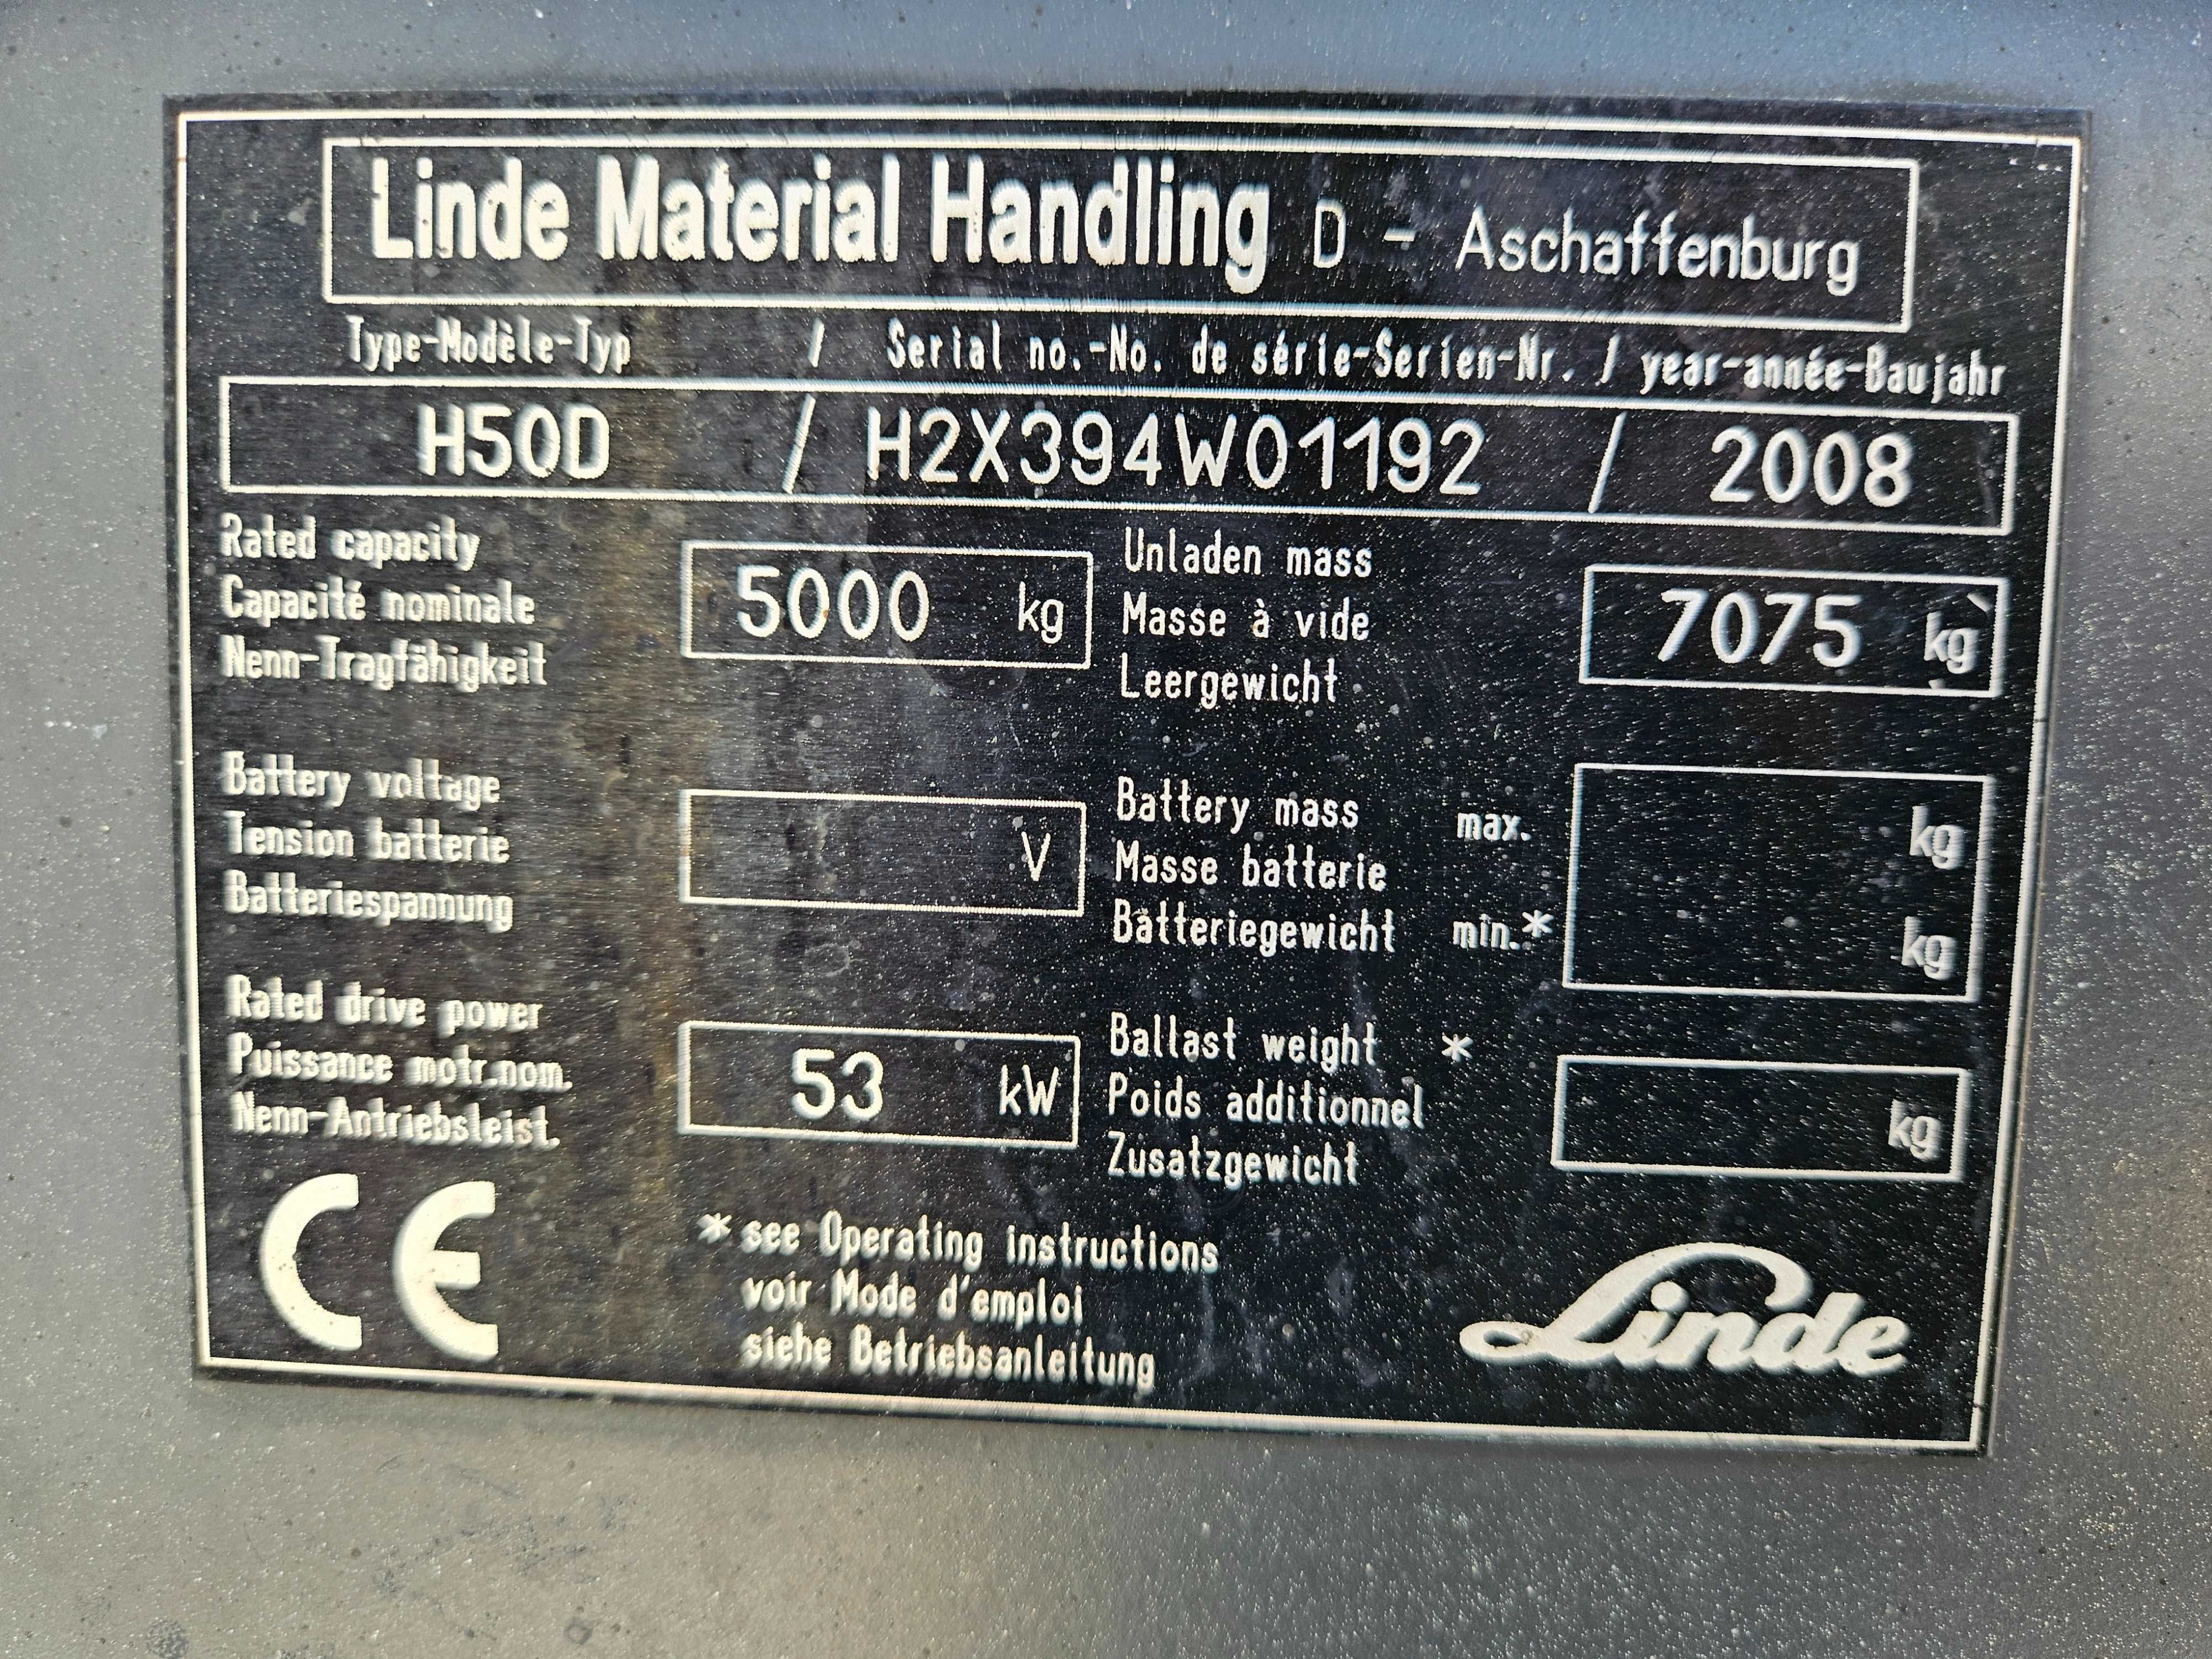 Linde Material Handling D - Aschaffenburg
Type-Modèle-Typ / Serial no.-No. de série-Serien-Nr. / year-année-Baujahr
H50D / H2X394W01192 / 2008
Rated capacity
Capacité nominale
Nenn-Tragfähigkeit
5000 kg
Unladen mass
Masse à vide
Leergewicht
7075 kg
Battery voltage
Tension batterie
Batteriespannung
V
Battery mass max. kg
Masse batterie
Batteriegewicht min.* kg
Rated drive power
Puissance motr.nom.
Nenn-Antriebsleist.
53 kW
Ballast weight *
Poids additionnel
Zusatzgewicht
kg
CE
* see Operating instructions
voir Mode d'emploi
siehe Betriebsanleitung
Linde